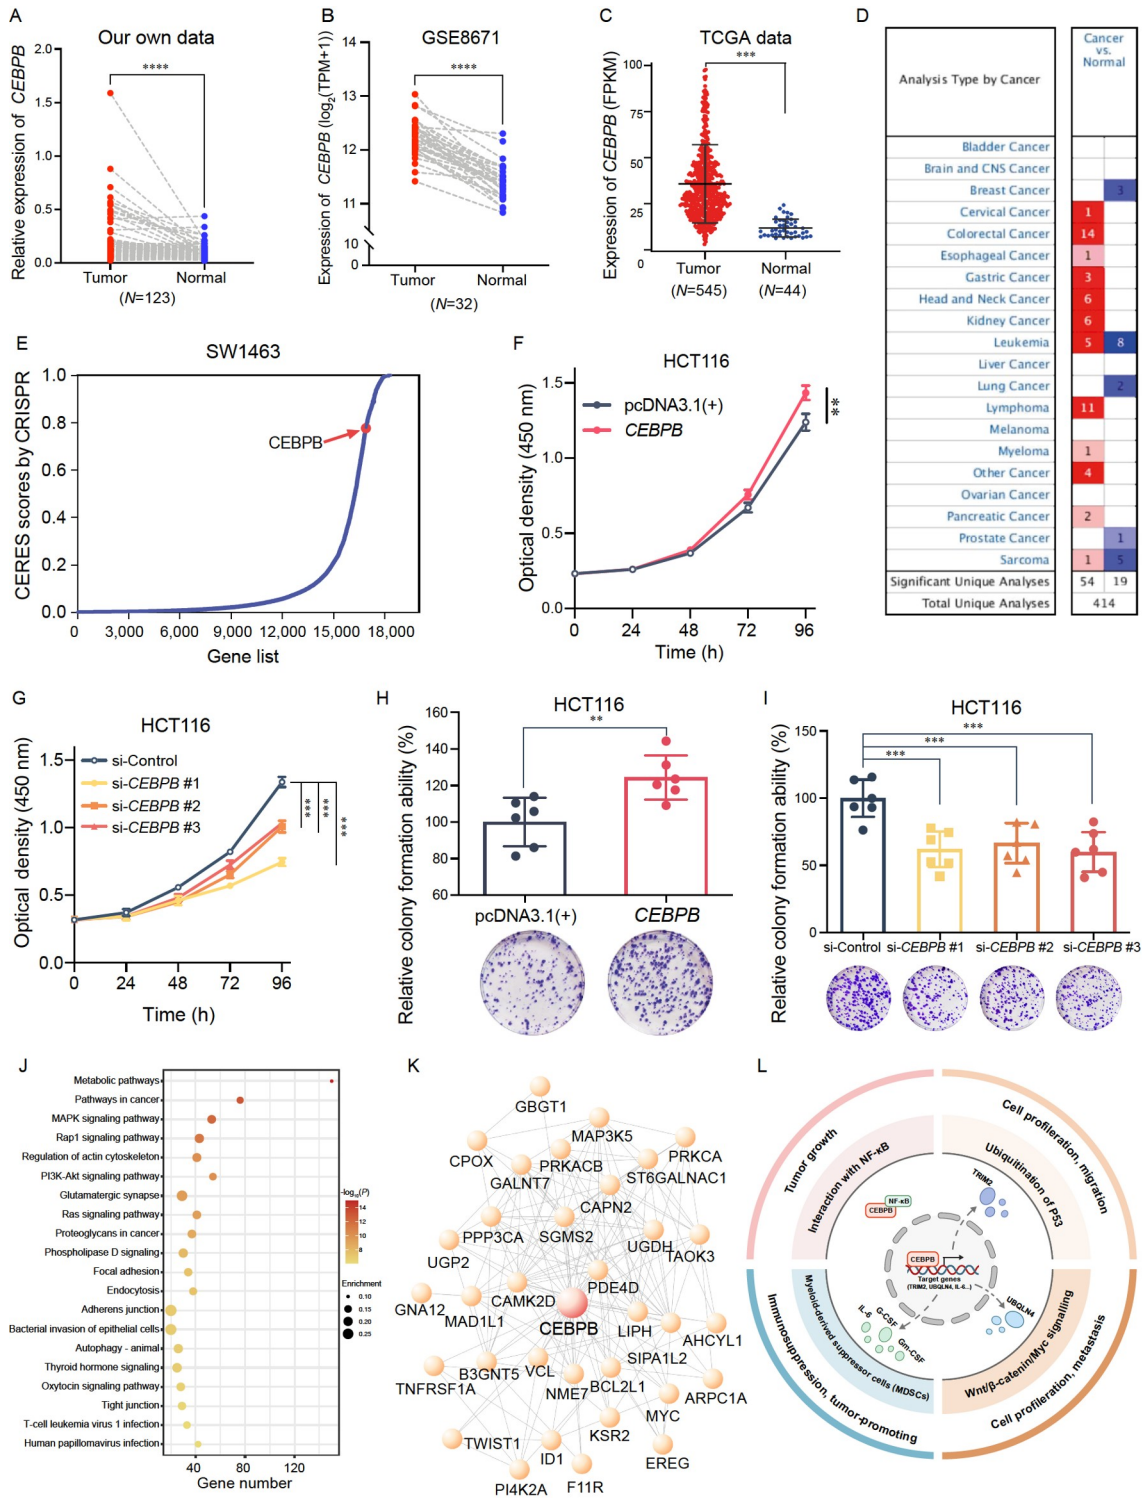 A
Our own data
Relative expression of CEBPB
2.0
1.5
1.0
0.5
0.0
****
Tumor
Normal
(N=123)
B
GSE8671
Expression of CEBPB (log2(TPM+1))
14
13
12
11
10
0
****
Tumor
Normal
(N=32)
C
TCGA data
Expression of CEBPB (FPKM)
100
75
50
25
0
***
Tumor
Normal
(N=545)
(N=44)
D
Analysis Type by Cancer
Cancer
vs.
Normal
Bladder Cancer
Brain and CNS Cancer
Breast Cancer 3
Cervical Cancer 1
Colorectal Cancer 14
Esophageal Cancer 1
Gastric Cancer 3
Head and Neck Cancer 6
Kidney Cancer 6
Leukemia 5 8
Liver Cancer
Lung Cancer 2
Lymphoma 11
Melanoma
Myeloma 1
Other Cancer 4
Ovarian Cancer
Pancreatic Cancer 2
Prostate Cancer 1
Sarcoma 1 5
Significant Unique Analyses 54 19
Total Unique Analyses 414
E
SW1463
CERES scores by CRISPR
1.0
0.8
0.6
0.4
0.2
0.0
CEBPB
0 3,000 6,000 9,000 12,000 15,000 18,000
Gene list
F
HCT116
Optical density (450 nm)
1.5
1.0
0.5
0.0
pcDNA3.1(+)
CEBPB
**
0 24 48 72 96
Time (h)
G
HCT116
Optical density (450 nm)
1.5
1.0
0.5
0.0
si-Control
si-CEBPB #1
si-CEBPB #2
si-CEBPB #3
***
***
***
0 24 48 72 96
Time (h)
H
HCT116
Relative colony formation ability (%)
160
140
120
100
80
60
**
pcDNA3.1(+)
CEBPB
I
HCT116
Relative colony formation ability (%)
150
100
50
0
***
***
***
si-Control
si-CEBPB #1
si-CEBPB #2
si-CEBPB #3
J
Metabolic pathways
Pathways in cancer
MAPK signaling pathway
Rap1 signaling pathway
Regulation of actin cytoskeleton
PI3K-Akt signaling pathway
Glutamatergic synapse
Ras signaling pathway
Proteoglycans in cancer
Phospholipase D signaling
Focal adhesion
Endocytosis
Adherens junction
Bacterial invasion of epithelial cells
Autophagy - animal
Thyroid hormone signaling
Oxytocin signaling pathway
Tight junction
T-cell leukemia virus 1 infection
Human papillomavirus infection
40 80 120
Gene number
-log10(P)
14
12
10
8
Enrichment
0.10
0.15
0.20
0.25
K
GBGT1
MAP3K5
CPOX
PRKACB
PRKCA
GALNT7
ST6GALNAC1
CAPN2
PPP3CA
SGMS2
UGDH
TAOK3
UGP2
PDE4D
GNA12
CAMK2D
MAD1L1
CEBPB
LIPH
AHCYL1
SIPA1L2
TNFRSF1A
B3GNT5
VCL
NME7
BCL2L1
ARPC1A
MYC
KSR2
TWIST1
ID1
EREG
PI4K2A
F11R
L
Tumor growth
Interaction with NF-κB
Cell profileration, migration
Ubiquitination of P53
Immunosuppression, tumor-promoting
Myeloid-derived suppressor cells (MDSCs)
Cell profileration, metastasis
Wnt/β-catenin/Myc signalling
NF-κB
CEBPB
TRIM2
CEBPB
Target genes
(TRIM2, UBQLN4, IL-6...)
UBQLN4
IL-6
G-CSF
Gm-CSF